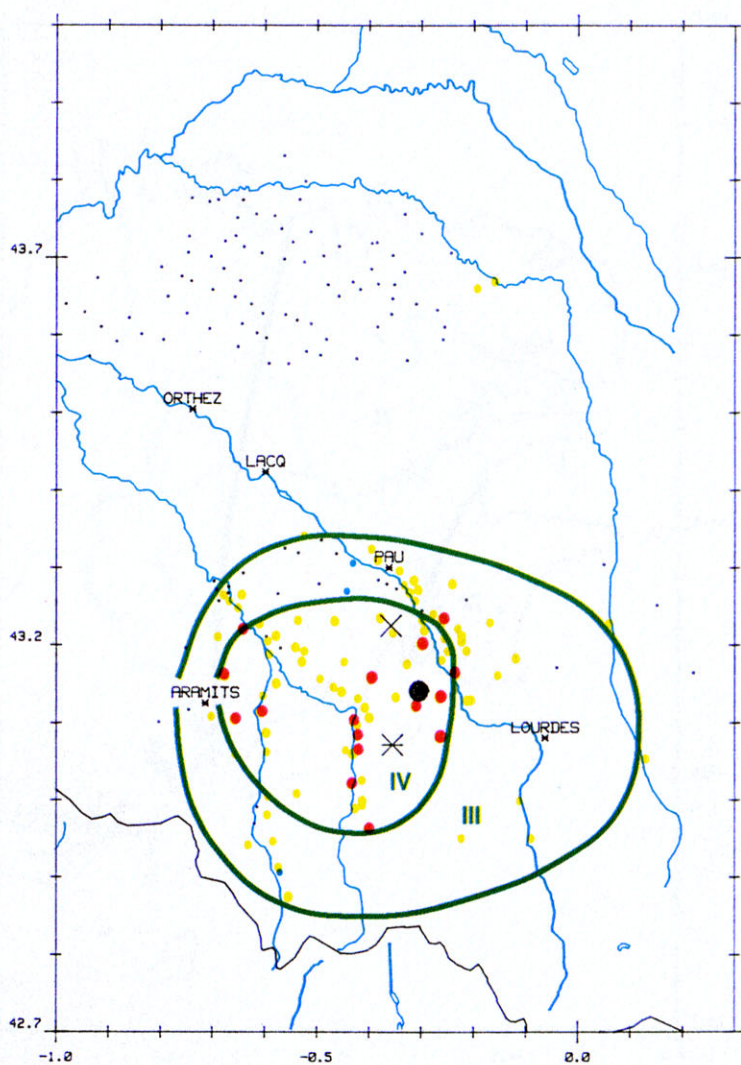 43.7
ORTHEZ
LACQ
PAU
43.2
ARAMITS
LOURDES
IV
III
42.7
-1.0
-0.5
0.0